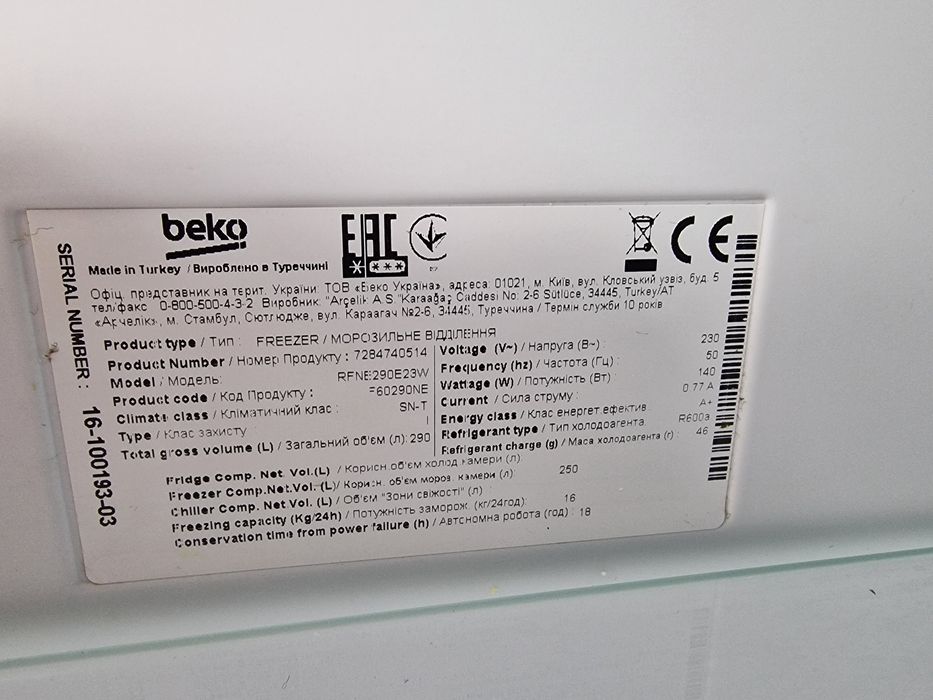 beko
EAC
CE
Made in Turkey / Вироблено в Туреччині
Офіц. представник на терит. України: ТОВ «Беко Україна», адреса: 01021, м. Київ, вул. Кловський узвіз, буд. 5
тел/факс 0-800-500-4-3-2 Виробник: "Arçelik A.S."Karaağaç Caddesi No: 2-6 Sütlüce, 34445, Turkey/АТ
«Арчелік», м. Стамбул, Сютлюдже, вул. Караагач №2-6, 34445, Туреччина / Термін служби 10 років
SERIAL NUMBER : 16-100193-03
Product type / Тип : FREEZER / МОРОЗИЛЬНЕ ВІДДІЛЕННЯ
Product Number / Номер Продукту : 7284740514
Model / Модель: RFNE290E23W
Product code / Код Продукту : F60290NE
Climate class / Кліматичний клас : SN-T
Type / Клас захисту I
Total gross volume (L) / Загальний об'єм (л): 290
Voltage (V~) / Напруга (В~) : 230
Frequency (hz) / Частота (Гц) : 50
Wattage (W) / Потужність (Вт) : 140
Current / Сила струму : 0.77 A
Energy class / Клас енергет.ефектив. A+
Refrigerant type / Тип холодоагента. R600a
Refrigerant charge (g) / Маса холодоагента (г) : 46
Fridge Comp. Net Vol.(L) / Корисн.об'єм холод.камери (л):
Freezer Comp.Net.Vol.(L) / Корисн. об'єм мороз. камери (л): 250
Chiller Comp. Net Vol. (L) / Об'єм "Зони свіжості" (л) :
Freezing capacity (Kg/24h) / Потужність заморож. (кг/24год): 16
Conservation time from power failure (h) / Автономна робота (год) : 18